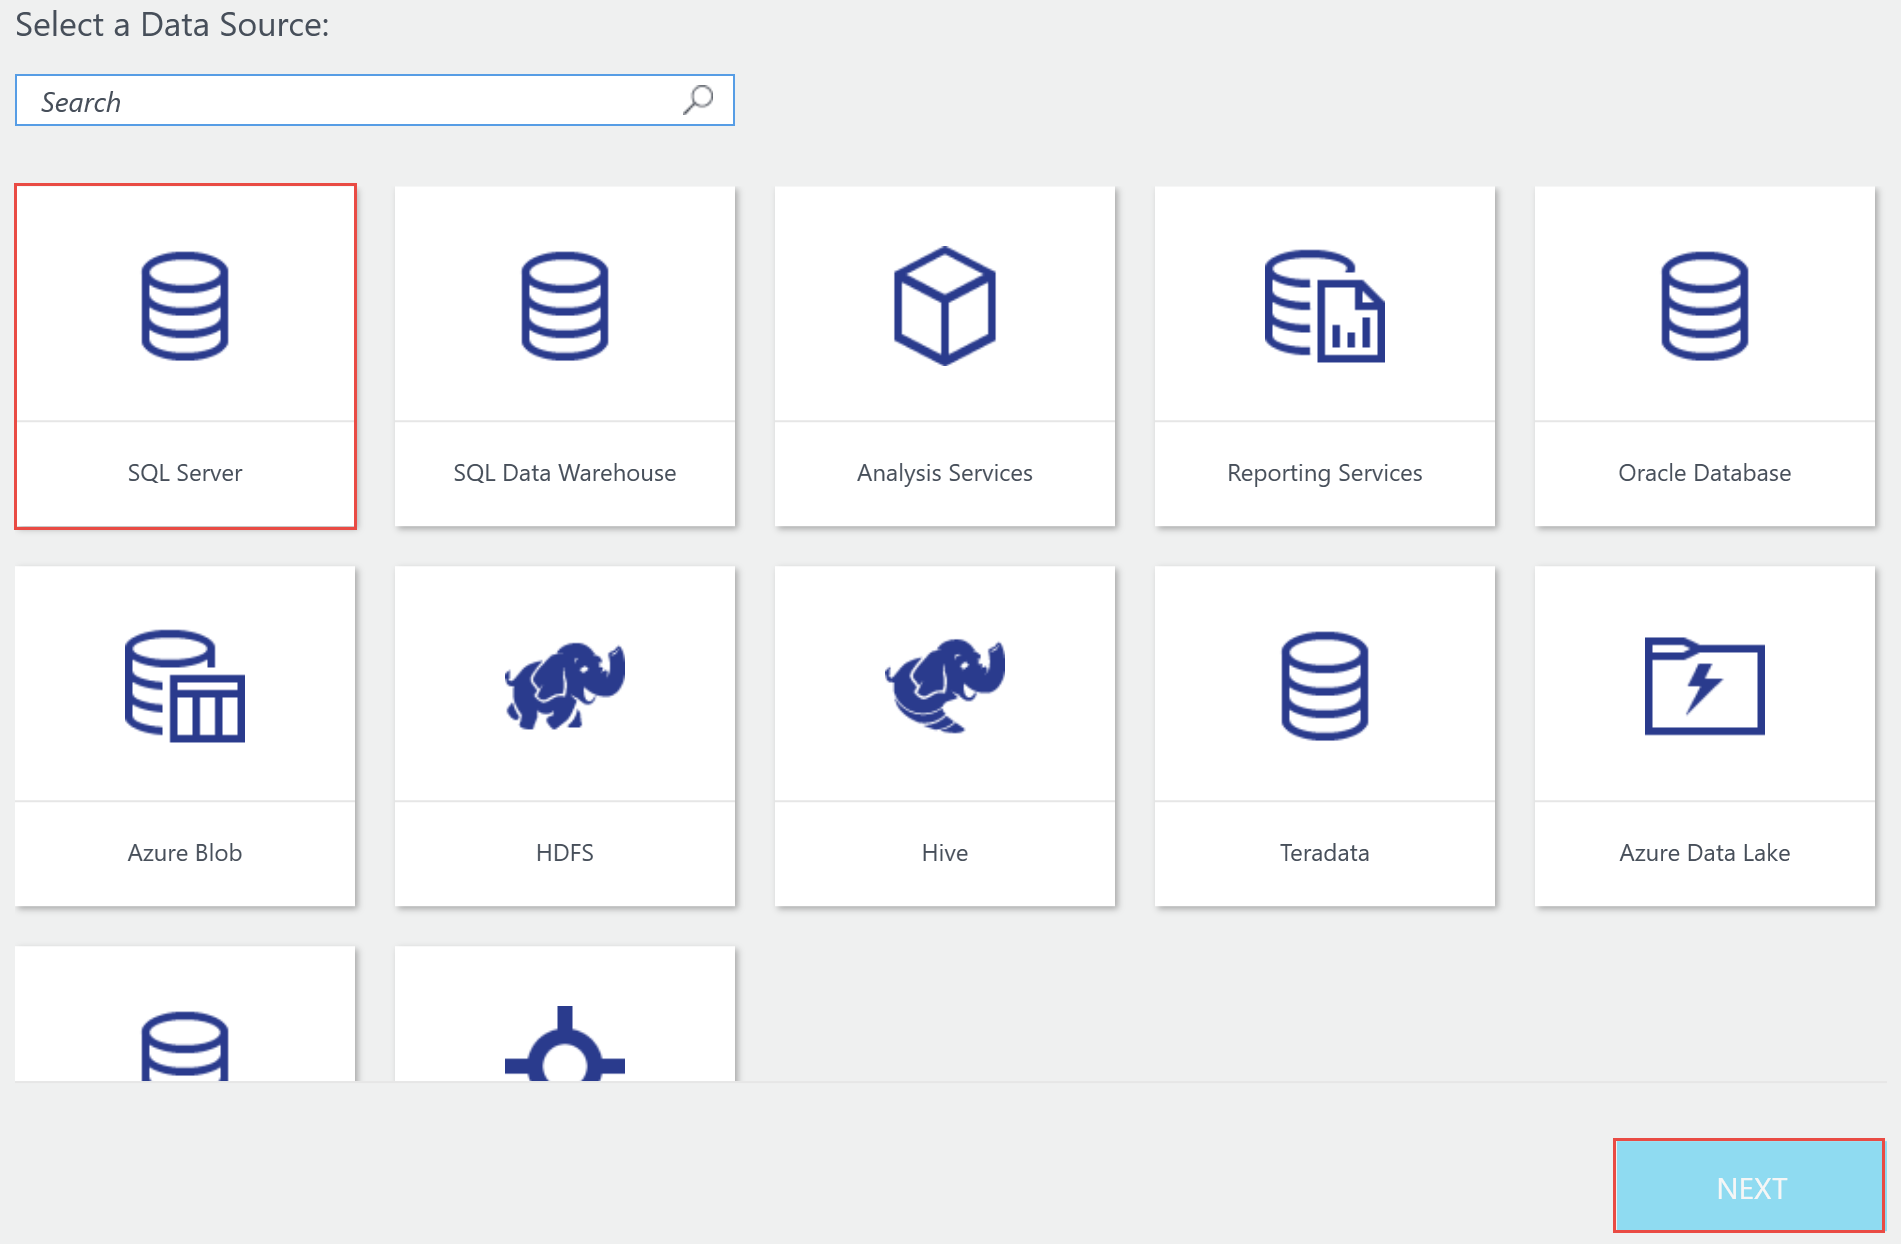 Select a Data Source:
Search
SQL Server
SQL Data Warehouse
Analysis Services
Reporting Services
Oracle Database
Azure Blob
HDFS
Hive
Teradata
Azure Data Lake
NEXT